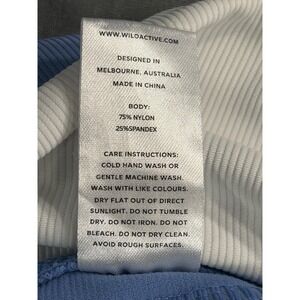 WWW.WILOACTIVE.COM
DESIGNED IN
MELBOURNE, AUSTRALIA
MADE IN CHINA
BODY:
75% NYLON
25%SPANDEX
CARE INSTRUCTIONS:
COLD HAND WASH OR
GENTLE MACHINE WASH.
WASH WITH LIKE COLOURS.
DRY FLAT OUT OF DIRECT
SUNLIGHT. DO NOT TUMBLE
DRY. DO NOT IRON. DO NOT
BLEACH. DO NOT DRY CLEAN.
AVOID ROUGH SURFACES.